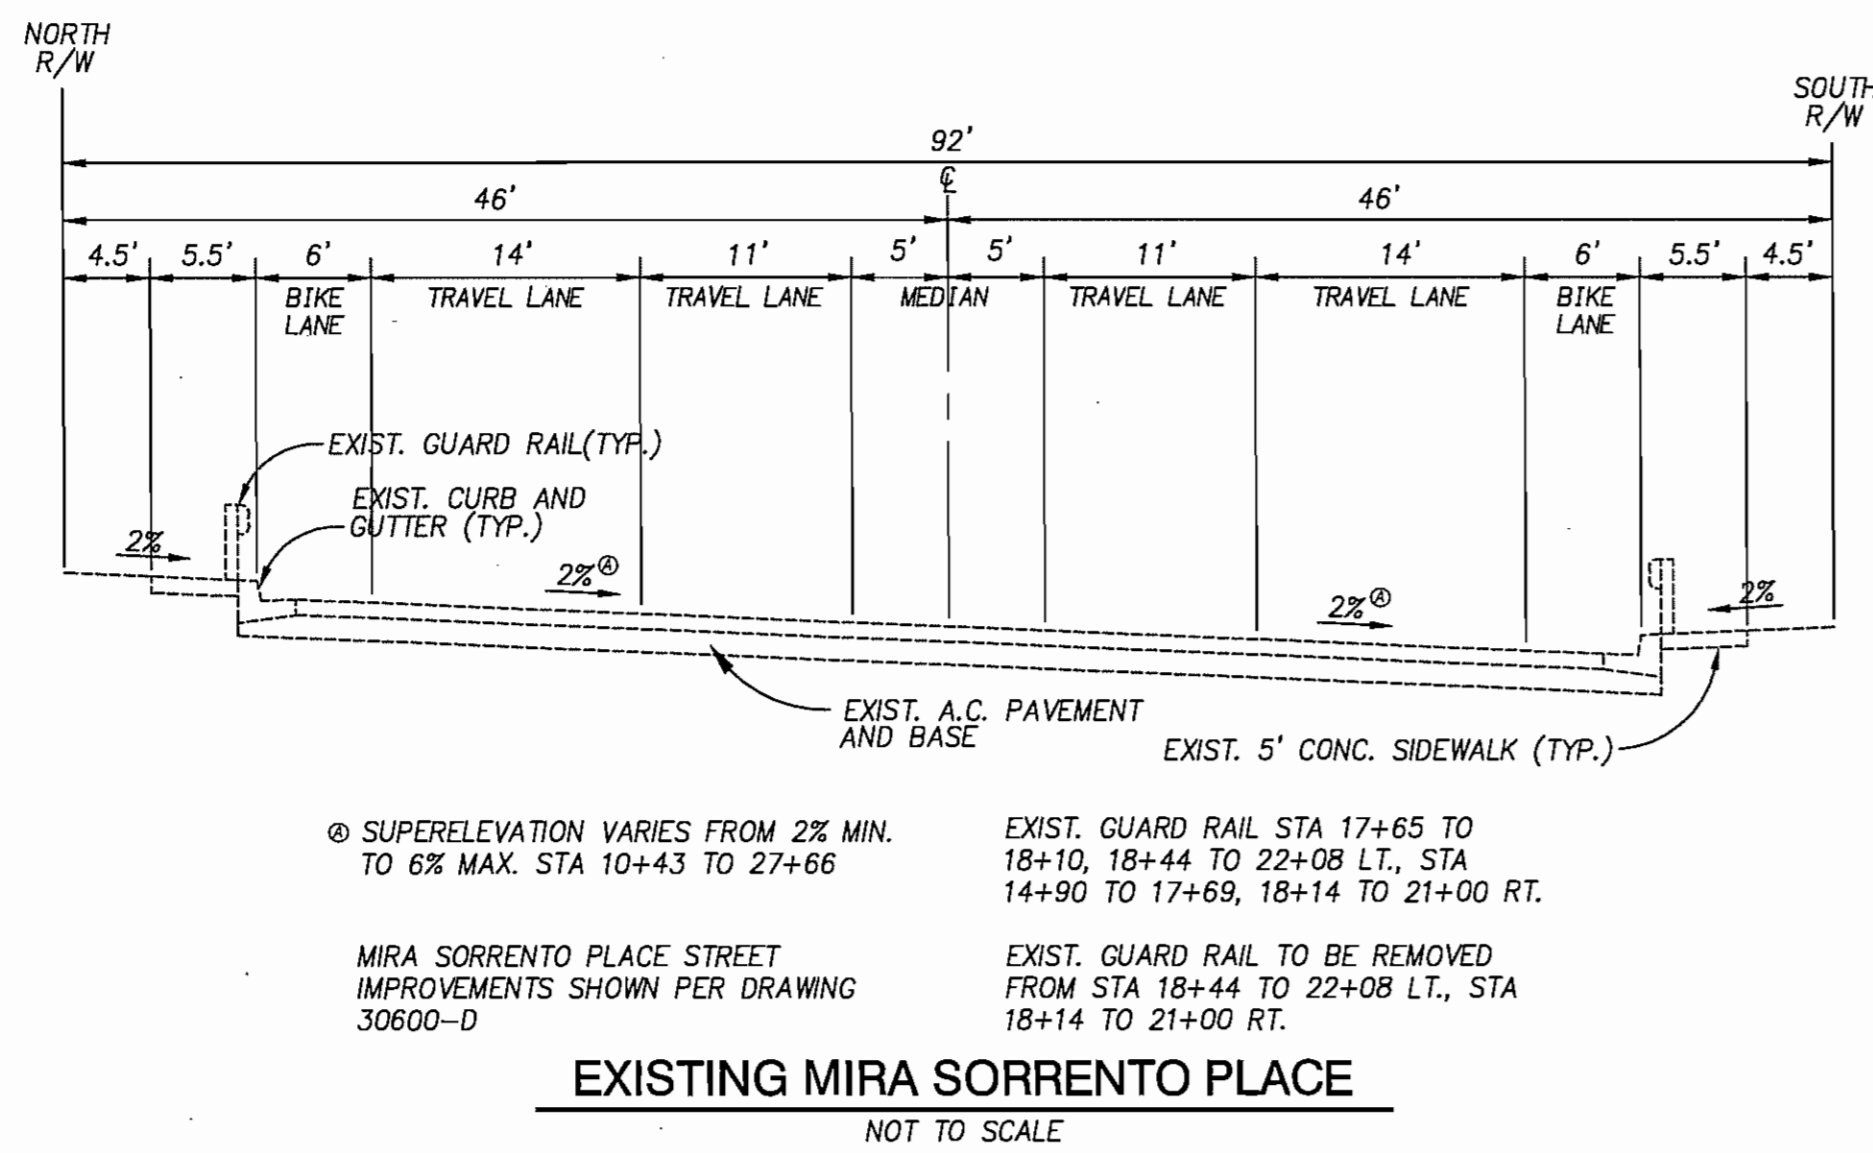 NORTH
R/W
SOUTH
R/W
92'
℄
46'
46'
4.5' 5.5' 6' 14' 11' 5' 5' 11' 14' 6' 5.5' 4.5'
BIKE
LANE
TRAVEL LANE
TRAVEL LANE
MEDIAN
TRAVEL LANE
TRAVEL LANE
BIKE
LANE
EXIST. GUARD RAIL(TYP.)
EXIST. CURB AND
GUTTER (TYP.)
2%
2%Ⓐ
2%Ⓐ
2%
EXIST. A.C. PAVEMENT
AND BASE
EXIST. 5' CONC. SIDEWALK (TYP.)
Ⓐ SUPERELEVATION VARIES FROM 2% MIN.
TO 6% MAX. STA 10+43 TO 27+66
MIRA SORRENTO PLACE STREET
IMPROVEMENTS SHOWN PER DRAWING
30600-D
EXIST. GUARD RAIL STA 17+65 TO
18+10, 18+44 TO 22+08 LT., STA
14+90 TO 17+69, 18+14 TO 21+00 RT.
EXIST. GUARD RAIL TO BE REMOVED
FROM STA 18+44 TO 22+08 LT., STA
18+14 TO 21+00 RT.
EXISTING MIRA SORRENTO PLACE
NOT TO SCALE